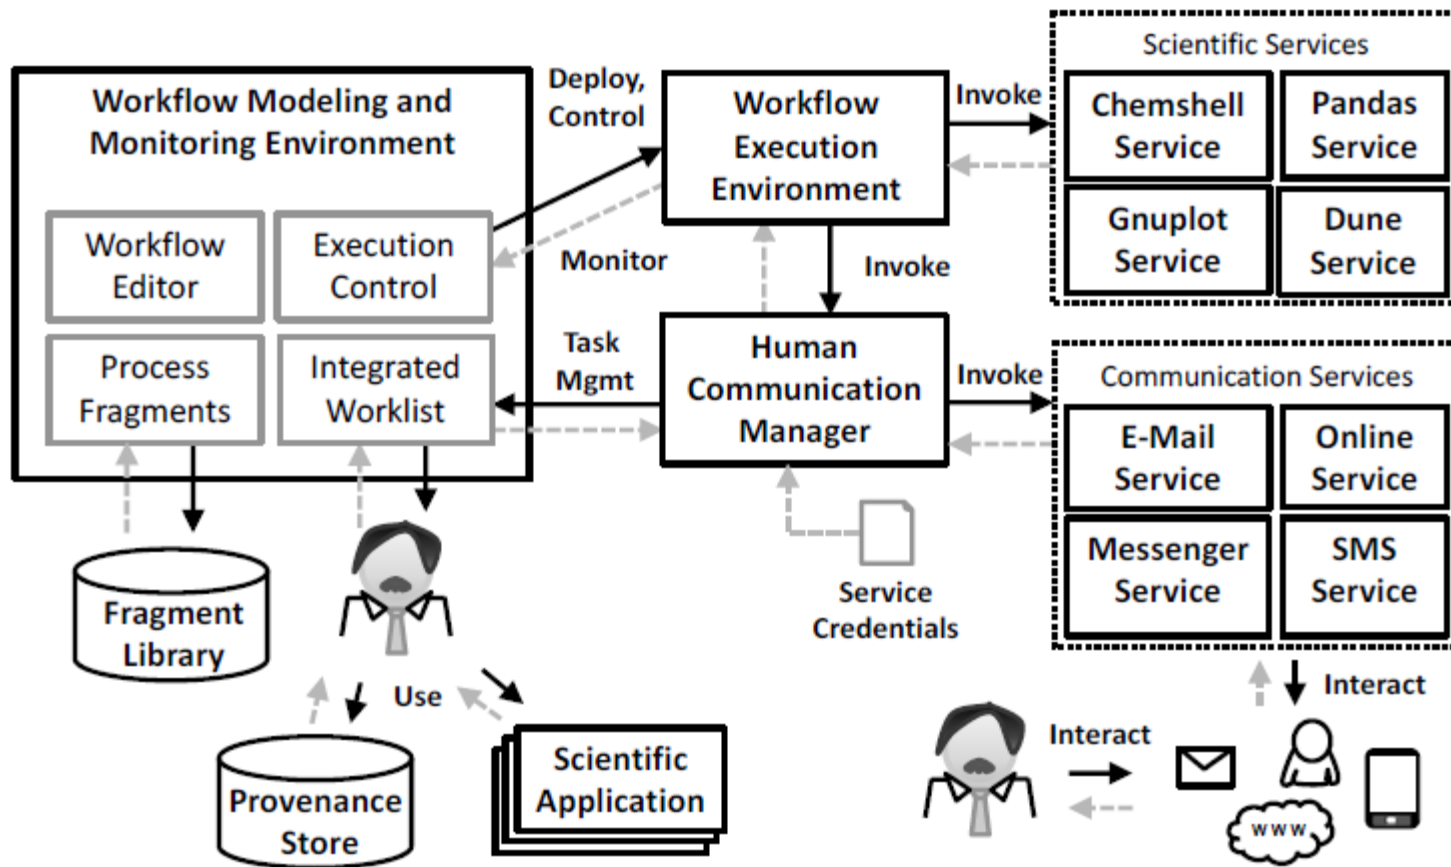 Workflow Modeling and
Monitoring Environment
Workflow
Editor
Execution
Control
Process
Fragments
Integrated
Worklist
Deploy,
Control
Monitor
Task
Mgmt
Workflow
Execution
Environment
Invoke
Invoke
Human
Communication
Manager
Invoke
Scientific Services
Chemshell
Service
Pandas
Service
Gnuplot
Service
Dune
Service
Communication Services
E-Mail
Service
Online
Service
Messenger
Service
SMS
Service
Service
Credentials
Fragment
Library
Use
Provenance
Store
Scientific
Application
Interact
Interact
www